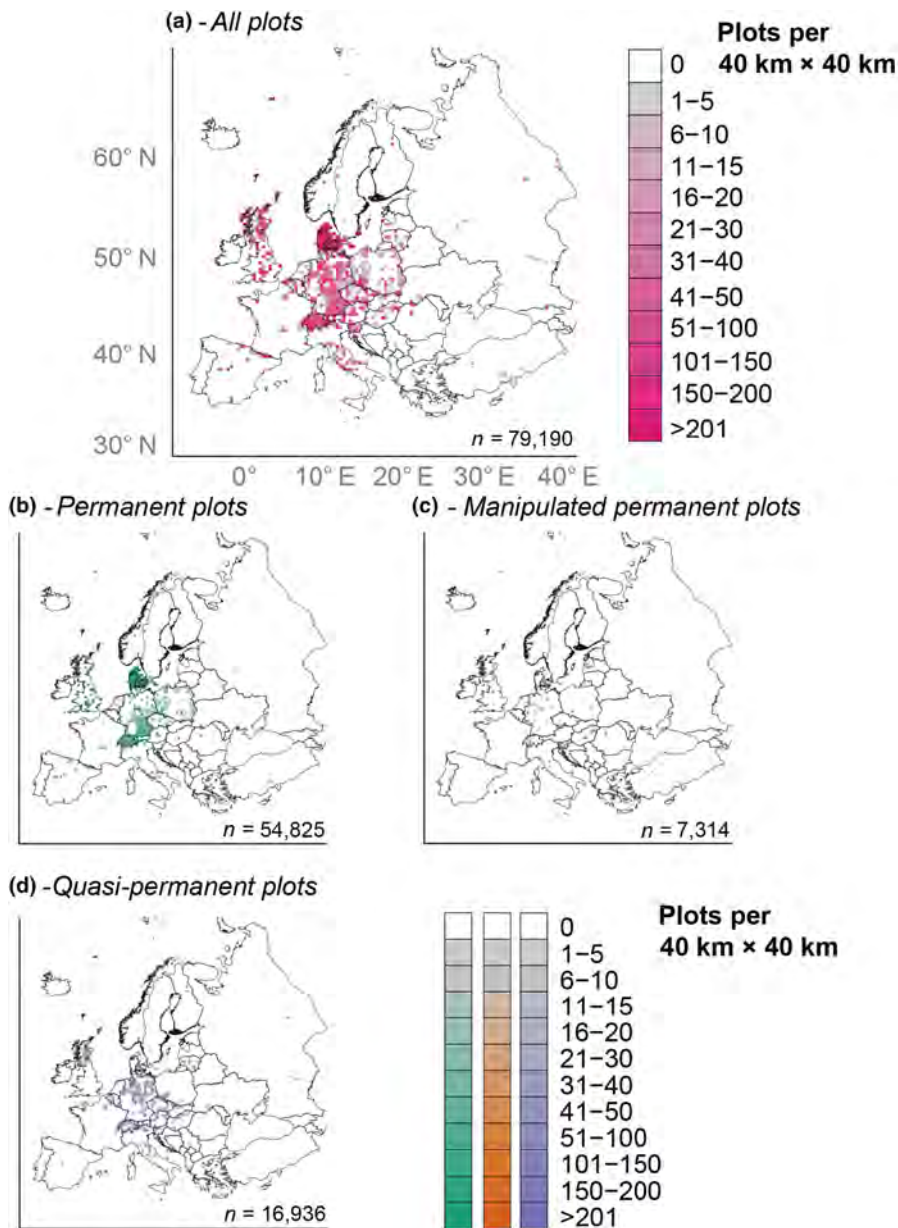 (a) - All plots
Plots per
40 km × 40 km
0
1–5
6–10
11–15
16–20
21–30
31–40
41–50
51–100
101–150
150–200
>201
60° N
50° N
40° N
30° N
n = 79,190
0° 10° E 20° E 30° E 40° E
(b) - Permanent plots
n = 54,825
(c) - Manipulated permanent plots
n = 7,314
(d) - Quasi-permanent plots
n = 16,936
Plots per
40 km × 40 km
0
1–5
6–10
11–15
16–20
21–30
31–40
41–50
51–100
101–150
150–200
>201